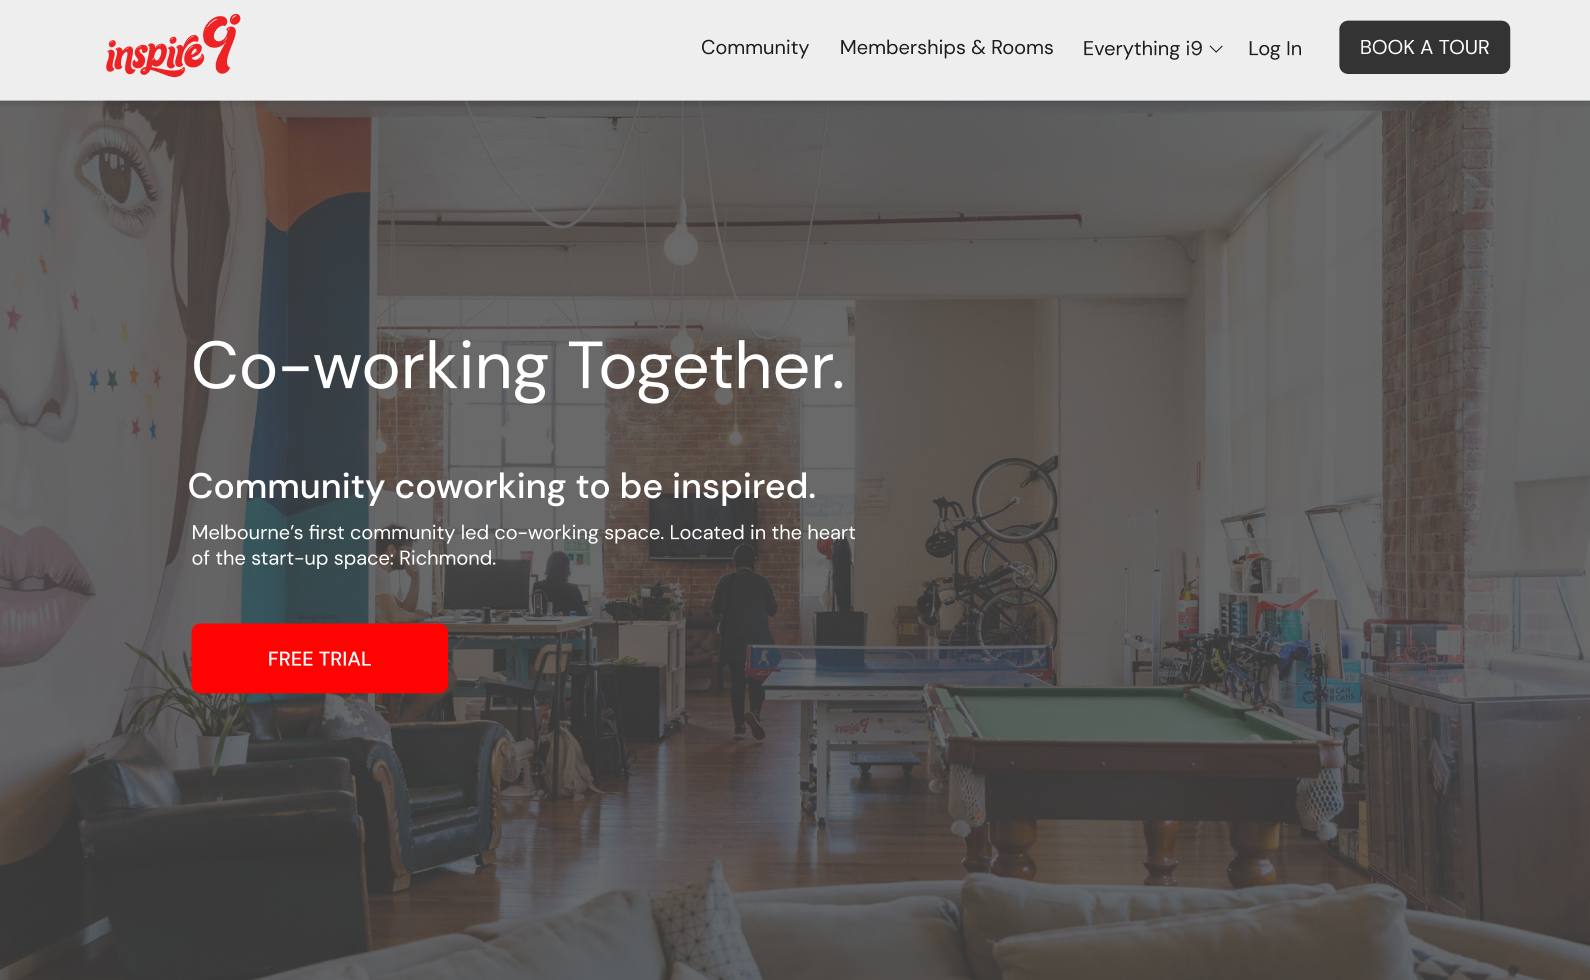 inspire9
Community
Memberships & Rooms
Everything i9
Log In
BOOK A TOUR
Co-working Together.
Community coworking to be inspired.
Melbourne’s first community led co-working space. Located in the heart
of the start-up space: Richmond.
FREE TRIAL
inspire9